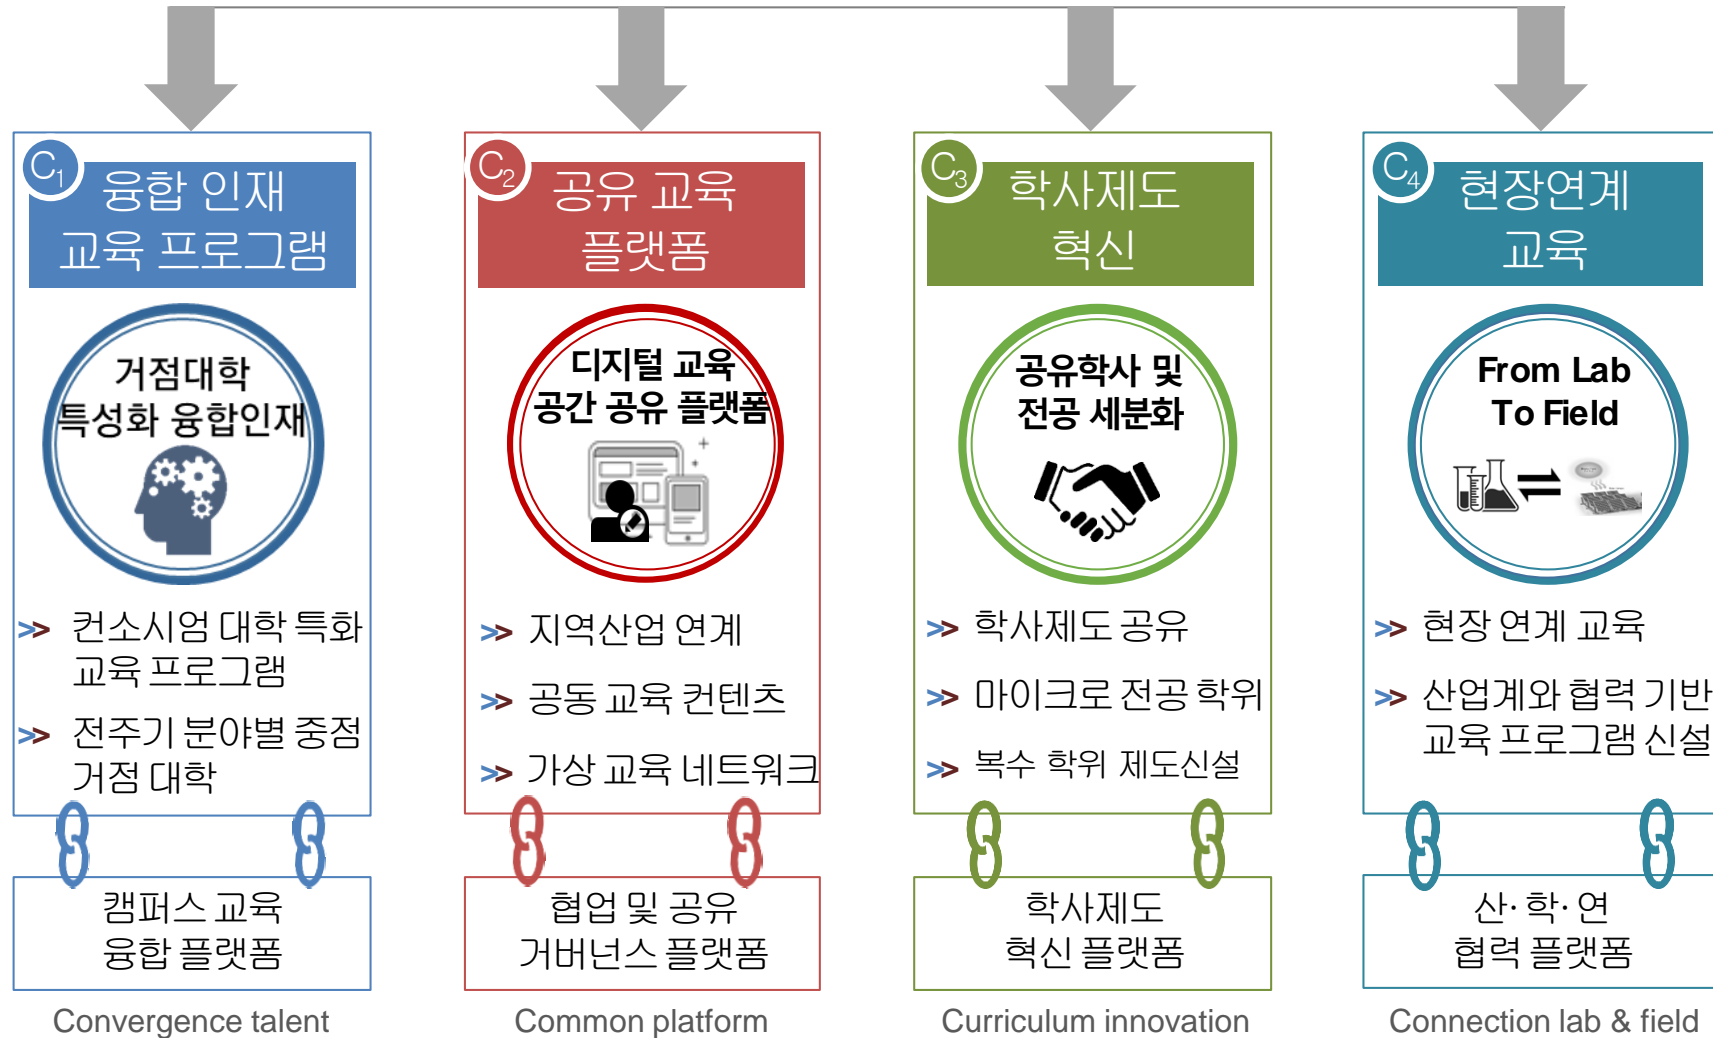 C1
융합 인재
교육 프로그램
거점대학
특성화 융합인재
>> 컨소시엄 대학 특화
교육 프로그램
>> 전주기 분야별 중점
거점 대학
캠퍼스 교육
융합 플랫폼
Convergence talent
C2
공유 교육
플랫폼
디지털 교육
공간 공유 플랫폼
>> 지역산업 연계
>> 공동 교육 컨텐츠
>> 가상 교육 네트워크
협업 및 공유
거버넌스 플랫폼
Common platform
C3
학사제도
혁신
공유학사 및
전공 세분화
>> 학사제도 공유
>> 마이크로 전공 학위
>> 복수 학위 제도신설
학사제도
혁신 플랫폼
Curriculum innovation
C4
현장연계
교육
From Lab
To Field
>> 현장 연계 교육
>> 산업계와 협력 기반
교육 프로그램 신설
산·학·연
협력 플랫폼
Connection lab & field